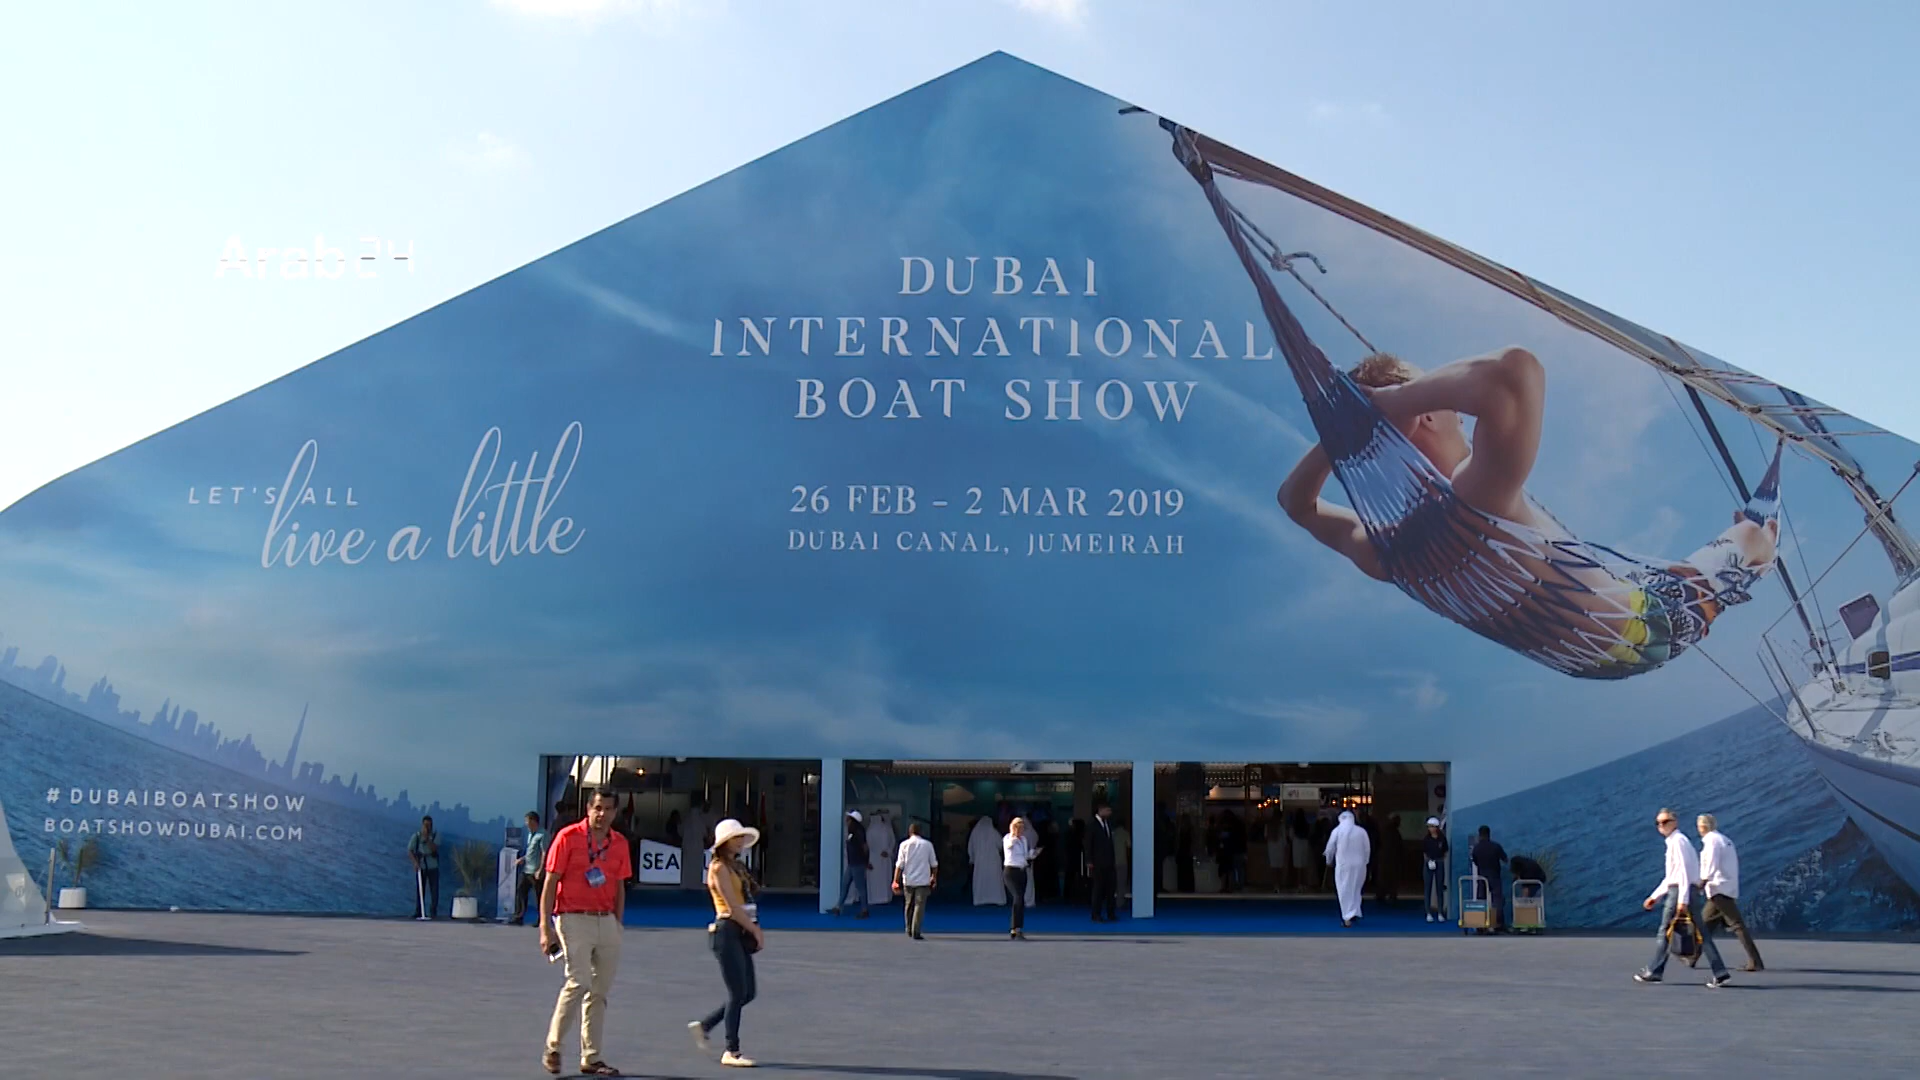 Arab24
DUBAI
INTERNATIONAL
BOAT SHOW
26 FEB - 2 MAR 2019
DUBAI CANAL, JUMEIRAH
LET'S ALL
live a little
#DUBAIBOATSHOW
BOATSHOWDUBAI.COM
SEA